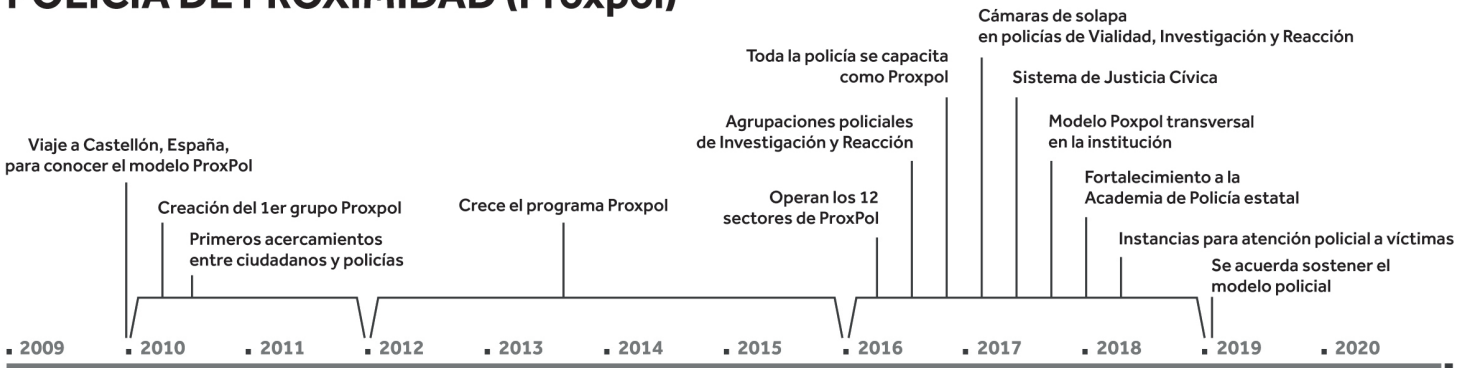 POLICÍA DE PROXIMIDAD (Proxpol)
Viaje a Castellón, España,
para conocer el modelo ProxPol
Creación del 1er grupo Proxpol
Primeros acercamientos
entre ciudadanos y policías
Crece el programa Proxpol
Operan los 12
sectores de ProxPol
Agrupaciones policiales
de Investigación y Reacción
Toda la policía se capacita
como Proxpol
Cámaras de solapa
en policías de Vialidad, Investigación y Reacción
Sistema de Justicia Cívica
Modelo Poxpol transversal
en la institución
Fortalecimiento a la
Academia de Policía estatal
Instancias para atención policial a víctimas
Se acuerda sostener el
modelo policial
2009 2010 2011 2012 2013 2014 2015 2016 2017 2018 2019 2020